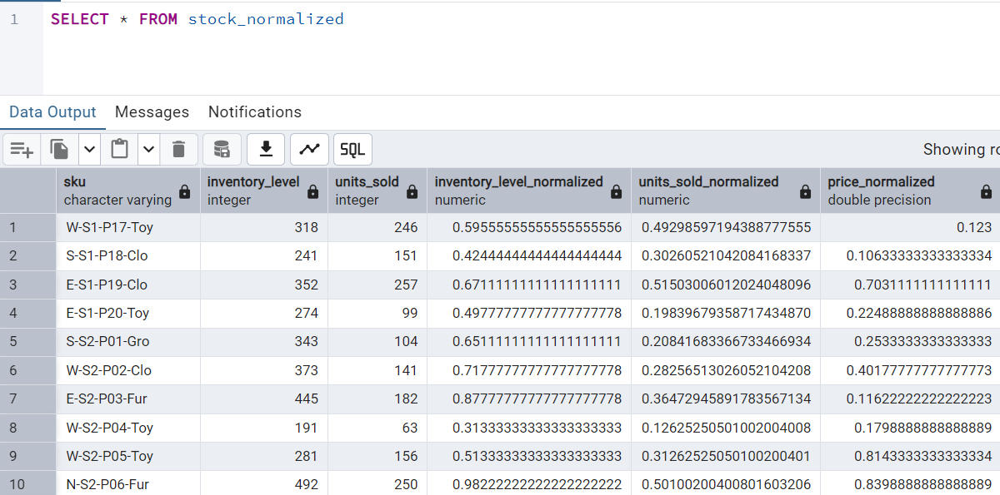 1 SELECT * FROM stock_normalized
Data Output Messages Notifications
SQL Showing ro
sku inventory_level units_sold inventory_level_normalized units_sold_normalized price_normalized
character varying integer integer numeric numeric double precision
1 W-S1-P17-Toy 318 246 0.59555555555555555556 0.49298597194388777555 0.123
2 S-S1-P18-Clo 241 151 0.42444444444444444444 0.30260521042084168337 0.10633333333333334
3 E-S1-P19-Clo 352 257 0.67111111111111111111 0.51503006012024048096 0.7031111111111111
4 E-S1-P20-Toy 274 99 0.49777777777777777778 0.19839679358717434870 0.22488888888888886
5 S-S2-P01-Gro 343 104 0.65111111111111111111 0.20841683366733466934 0.2533333333333333
6 W-S2-P02-Clo 373 141 0.71777777777777777778 0.28256513026052104208 0.40177777777777773
7 E-S2-P03-Fur 445 182 0.87777777777777777778 0.36472945891783567134 0.11622222222222223
8 W-S2-P04-Toy 191 63 0.31333333333333333333 0.12625250501002004008 0.1798888888888889
9 W-S2-P05-Toy 281 156 0.51333333333333333333 0.31262525050100200401 0.8143333333333334
10 N-S2-P06-Fur 492 250 0.98222222222222222222 0.50100200400801603206 0.8398888888888889